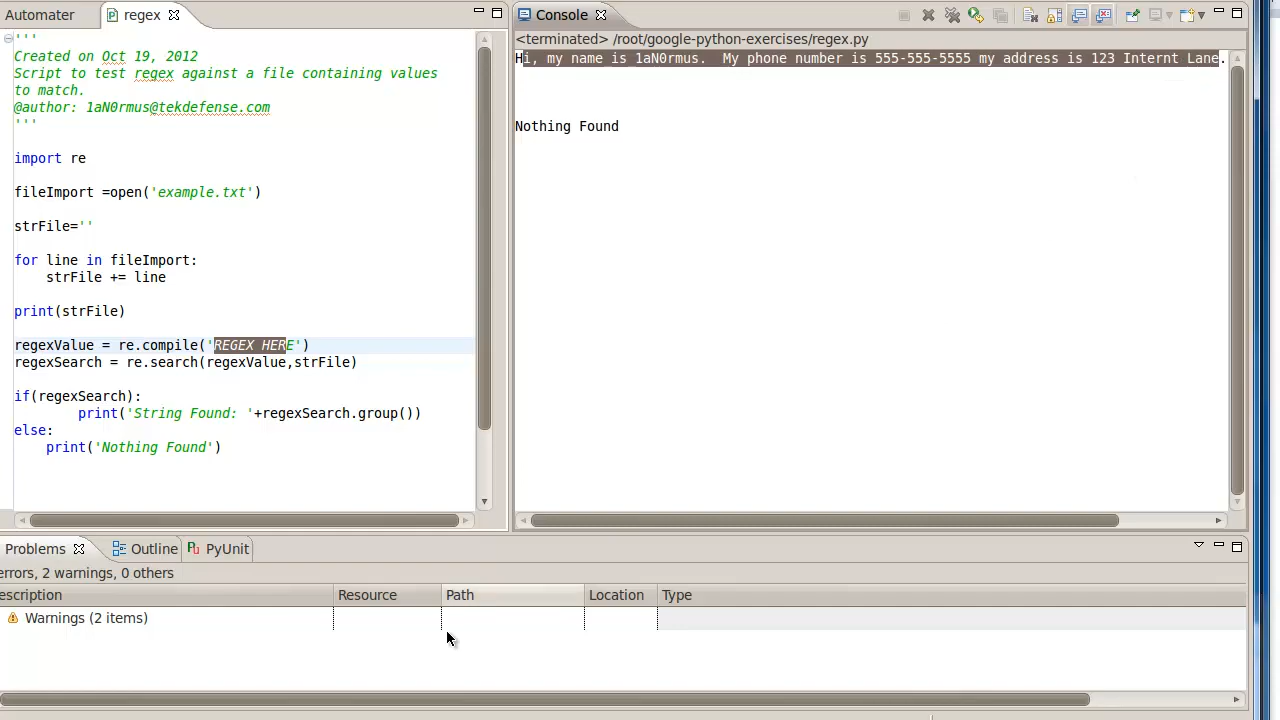 Automater
regex
'''
Created on Oct 19, 2012
Script to test regex against a file containing values
to match.
@author: 1aN0rmus@tekdefense.com
'''
import re
fileImport =open('example.txt')
strFile=''
for line in fileImport:
strFile += line
print(strFile)
regexValue = re.compile('REGEX HERE')
regexSearch = re.search(regexValue,strFile)
if(regexSearch):
print('String Found: '+regexSearch.group())
else:
print('Nothing Found')
Console
<terminated> /root/google-python-exercises/regex.py
Hi, my name is 1aN0rmus.  My phone number is 555-555-5555 my address is 123 Internt Lane.
Nothing Found
Problems
Outline
PyUnit
errors, 2 warnings, 0 others
escription
Resource
Path
Location
Type
Warnings (2 items)